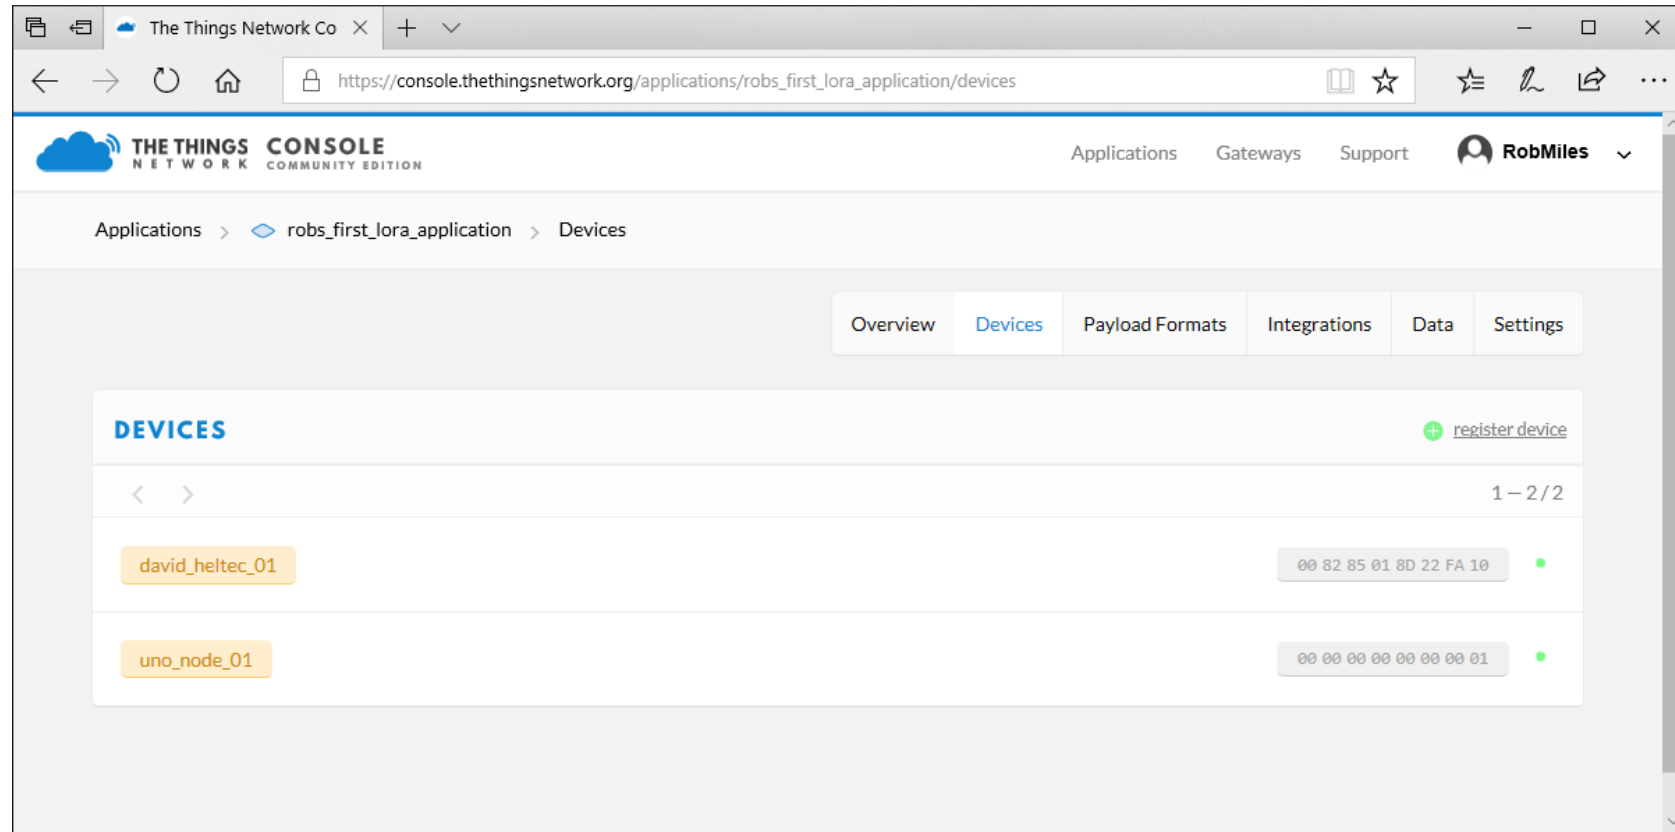 The Things Network Co
https://console.thethingsnetwork.org/applications/robs_first_lora_application/devices
THE THINGS NETWORK CONSOLE COMMUNITY EDITION
Applications Gateways Support RobMiles
Applications > robs_first_lora_application > Devices
Overview Devices Payload Formats Integrations Data Settings
DEVICES register device
1 — 2 / 2
david_heltec_01 00 82 85 01 8D 22 FA 10
uno_node_01 00 00 00 00 00 00 00 01